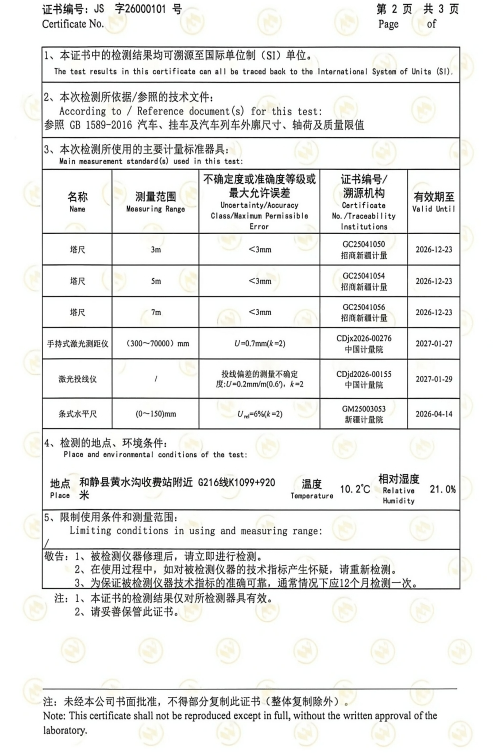 证书编号：JS 字26000101 号
第 2 页 共 3 页
Certificate No.
Page of
1、本证书中的检测结果均可溯源至国际单位制（SI）单位。
The test results in this certificate can all be traced back to the International System of Units (SI).
2、本次检测所依据/参照的技术文件：
According to / Reference document(s) for this test:
参照 GB 1589-2016 汽车、挂车及汽车列车外廓尺寸、轴荷及质量限值
3、本次检测所使用的主要计量标准器具：
Main measurement standard(s) used in this test:
名称 测量范围 不确定度或准确度等级或最大允许误差 证书编号/溯源机构 有效期至
Name Measuring Range Uncertainty/Accuracy Class/Maximum Permissible Error Certificate No./Traceability Institutions Valid Until
塔尺 3m <3mm GC25041050 招商新疆计量 2026-12-23
塔尺 5m <3mm GC25041054 招商新疆计量 2026-12-23
塔尺 7m <3mm GC25041056 招商新疆计量 2026-12-23
手持式激光测距仪 （300～70000）mm U=0.7mm(k=2) CDjx2026-00276 中国计量院 2027-01-27
激光投线仪 / 投线偏差的测量不确定度:U=0.2mm/m(0.6′)，k=2 CDjd2026-00155 中国计量院 2027-01-29
条式水平尺 (0～150)mm U rel=6%(k=2) GM25003053 新疆计量院 2026-04-14
4、检测的地点、环境条件：
Place and environmental conditions of the test:
地点 和静县黄水沟收费站附近 G216线K1099+920米 温度 10.2℃ 相对湿度 21.0%
Place Temperature Relative Humidity
5、限制使用条件和测量范围：
Limiting conditions in using and measuring range:
/
敬告：1、被检测仪器修理后，请立即进行检测。
2、在使用过程中，如对被检测仪器的技术指标产生怀疑，请重新检测。
3、为保证被检测仪器技术指标的准确可靠，通常情况下应12个月检测一次。
注：1、本证书的检测结果仅对所检测器具有效。
2、请妥善保管此证书。
注：未经本公司书面批准，不得部分复制此证书（整体复制除外）。
Note: This certificate shall not be reproduced except in full, without the written approval of the
laboratory.